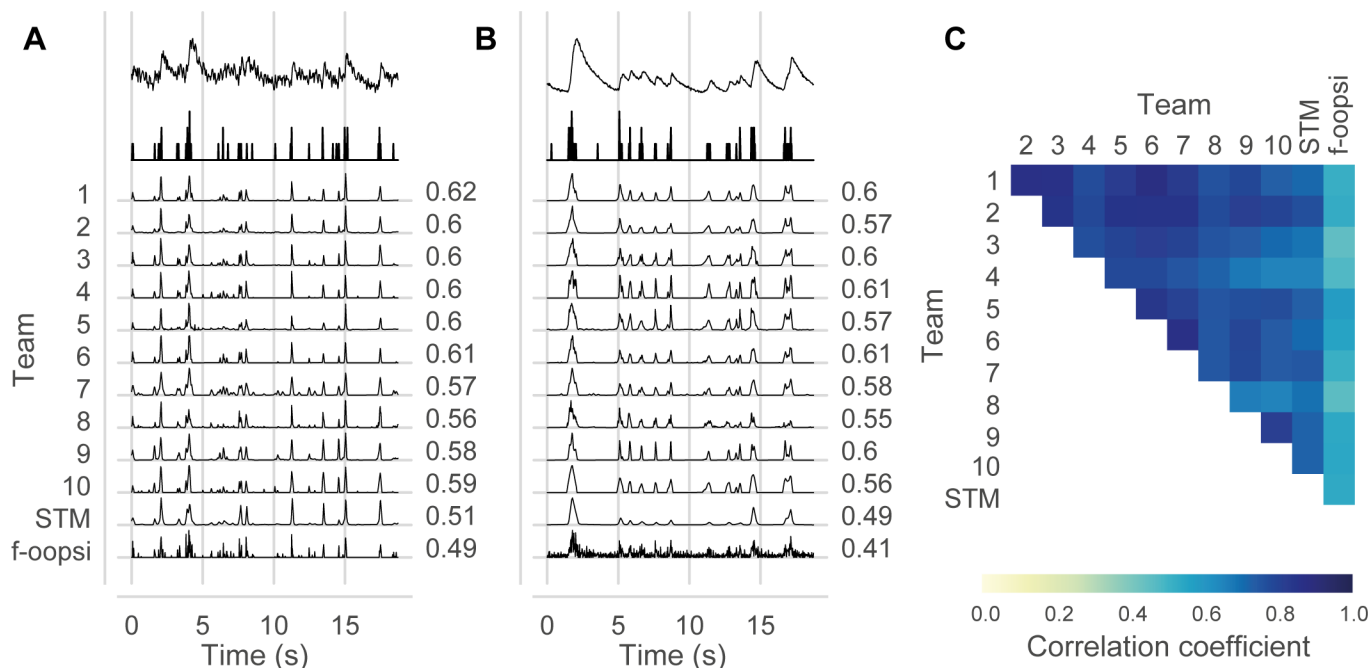 A
B
C
Team
1 0.62
2 0.6
3 0.6
4 0.6
5 0.6
6 0.61
7 0.57
8 0.56
9 0.58
10 0.59
STM 0.51
f-oopsi 0.49
0 5 10 15
Time (s)
0.6
0.57
0.6
0.61
0.57
0.61
0.58
0.55
0.6
0.56
0.49
0.41
0 5 10 15
Time (s)
Team
2 3 4 5 6 7 8 9 10 STM f-oopsi
Team
1
2
3
4
5
6
7
8
9
10
STM
0.0 0.2 0.4 0.6 0.8 1.0
Correlation coefficient